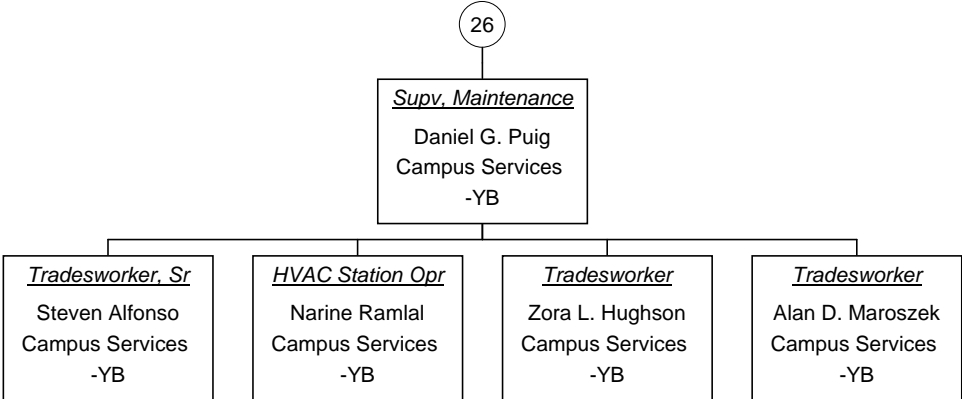 26
Supv, Maintenance
Daniel G. Puig
Campus Services
-YB
Tradesworker, Sr
Steven Alfonso
Campus Services
-YB
HVAC Station Opr
Narine Ramlal
Campus Services
-YB
Tradesworker
Zora L. Hughson
Campus Services
-YB
Tradesworker
Alan D. Maroszek
Campus Services
-YB